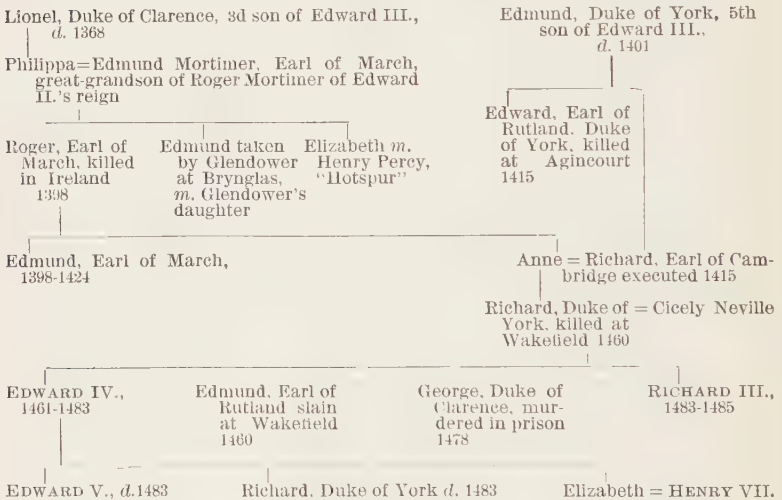 Lionel, Duke of Clarence, 3d son of Edward III.,
d. 1368
Edmund, Duke of York, 5th
son of Edward III.,
d. 1401
Philippa=Edmund Mortimer, Earl of March,
great-grandson of Roger Mortimer of Edward
II.'s reign
Edward, Earl of
Rutland. Duke
of York, killed
at Agincourt
1415
Roger, Earl of
March, killed
in Ireland
1398
Edmund taken
by Glendower
at Brynglas,
m. Glendower's
daughter
Elizabeth m.
Henry Percy,
"Hotspur"
Edmund, Earl of March,
1398-1424
Anne = Richard, Earl of Cam-
bridge executed 1415
Richard, Duke of = Cicely Neville
York, killed at
Wakefield 1460
EDWARD IV.,
1461-1483
Edmund, Earl of
Rutland slain
at Wakefield
1460
George, Duke of
Clarence, mur-
dered in prison
1478
RICHARD III.,
1483-1485
EDWARD V., d.1483
Richard, Duke of York d. 1483
Elizabeth = HENRY VII.